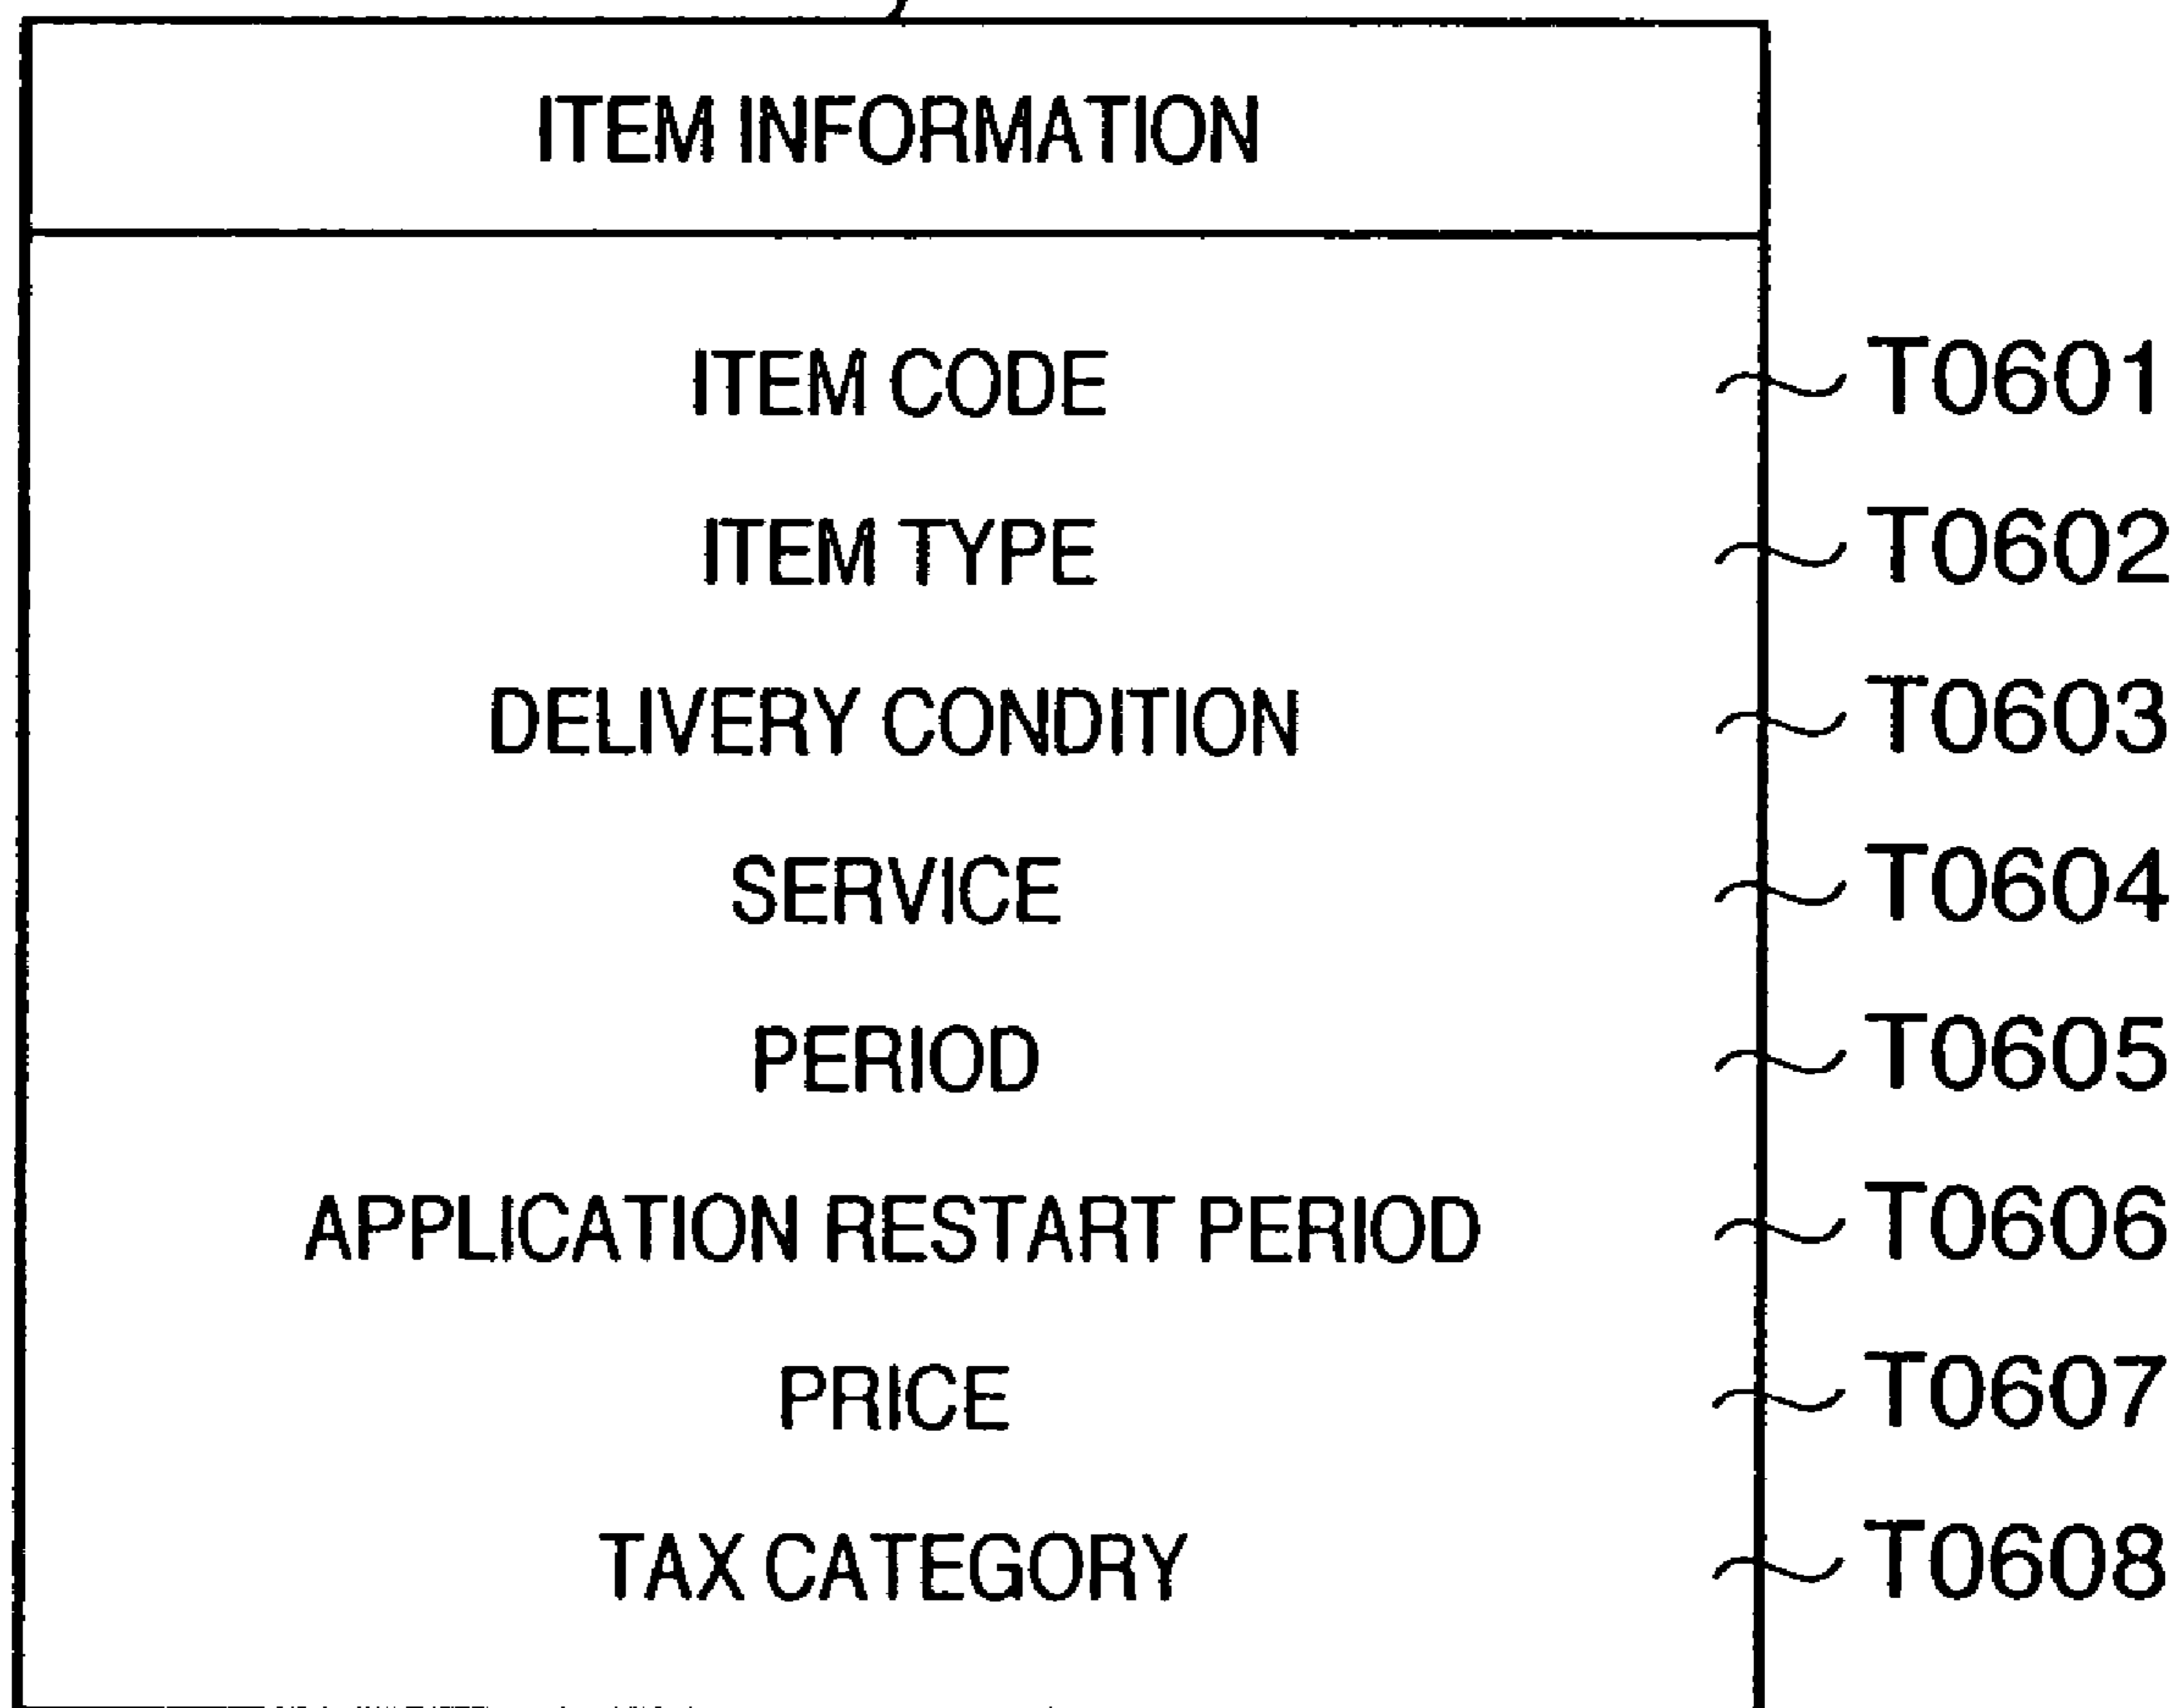 ITEM INFORMATION
ITEM CODE T0601
ITEM TYPE T0602
DELIVERY CONDITION T0603
SERVICE T0604
PERIOD T0605
APPLICATION RESTART PERIOD T0606
PRICE T0607
TAX CATEGORY T0608